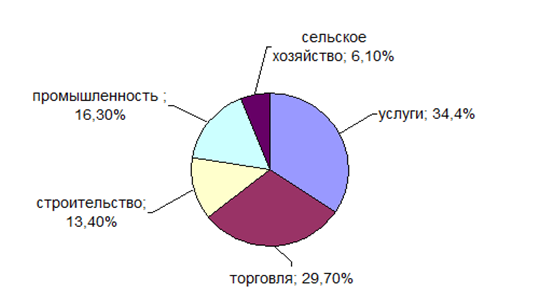 сельское
хозяйство; 6,10%
услуги; 34,4%
промышленность ;
16,30%
строительство;
13,40%
торговля; 29,70%